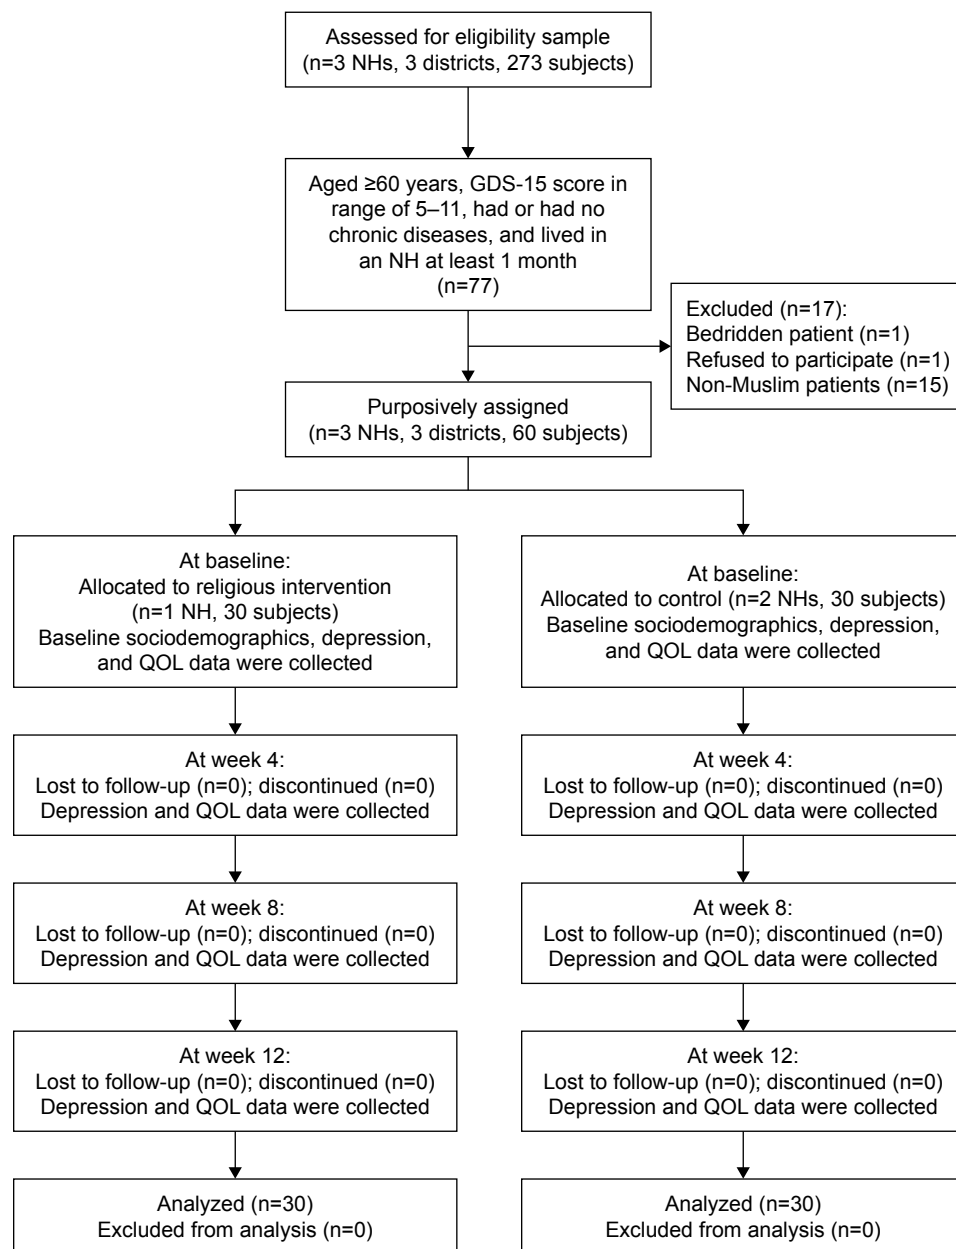 Assessed for eligibility sample
(n=3 NHs, 3 districts, 273 subjects)
Aged ≥60 years, GDS-15 score in
range of 5–11, had or had no
chronic diseases, and lived in
an NH at least 1 month
(n=77)
Excluded (n=17):
Bedridden patient (n=1)
Refused to participate (n=1)
Non-Muslim patients (n=15)
Purposively assigned
(n=3 NHs, 3 districts, 60 subjects)
At baseline:
Allocated to religious intervention
(n=1 NH, 30 subjects)
Baseline sociodemographics, depression,
and QOL data were collected
At baseline:
Allocated to control (n=2 NHs, 30 subjects)
Baseline sociodemographics, depression,
and QOL data were collected
At week 4:
Lost to follow-up (n=0); discontinued (n=0)
Depression and QOL data were collected
At week 4:
Lost to follow-up (n=0); discontinued (n=0)
Depression and QOL data were collected
At week 8:
Lost to follow-up (n=0); discontinued (n=0)
Depression and QOL data were collected
At week 8:
Lost to follow-up (n=0); discontinued (n=0)
Depression and QOL data were collected
At week 12:
Lost to follow-up (n=0); discontinued (n=0)
Depression and QOL data were collected
At week 12:
Lost to follow-up (n=0); discontinued (n=0)
Depression and QOL data were collected
Analyzed (n=30)
Excluded from analysis (n=0)
Analyzed (n=30)
Excluded from analysis (n=0)